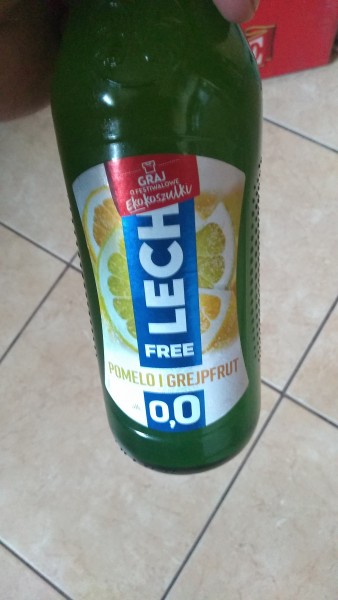 GRAJ
O FESTIWALOWE
Ekokoszulki
LECH
FREE
POMELO I GREJPFRUT
0,0